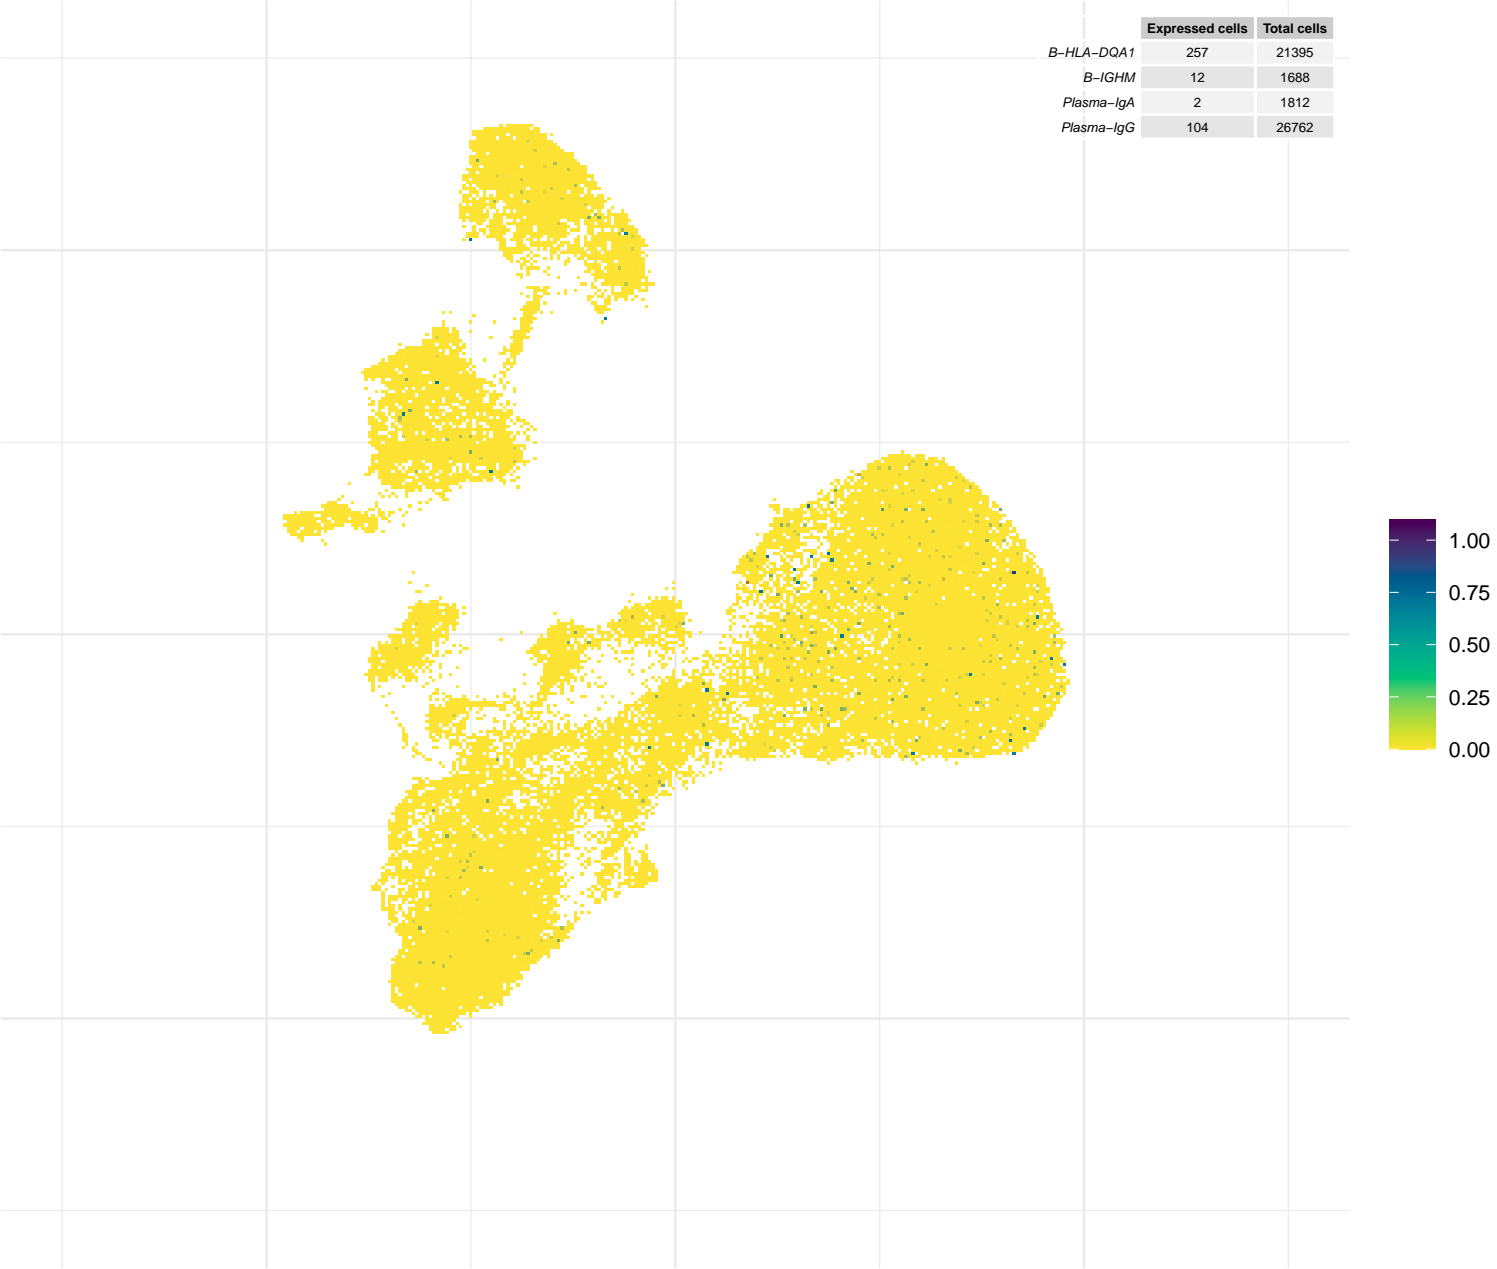 Expressed cells Total cells
B−HLA−DQA1 257 21395
B−IGHM 12 1688
Plasma−IgA 2 1812
Plasma−IgG 104 26762
1.00
0.75
0.50
0.25
0.00